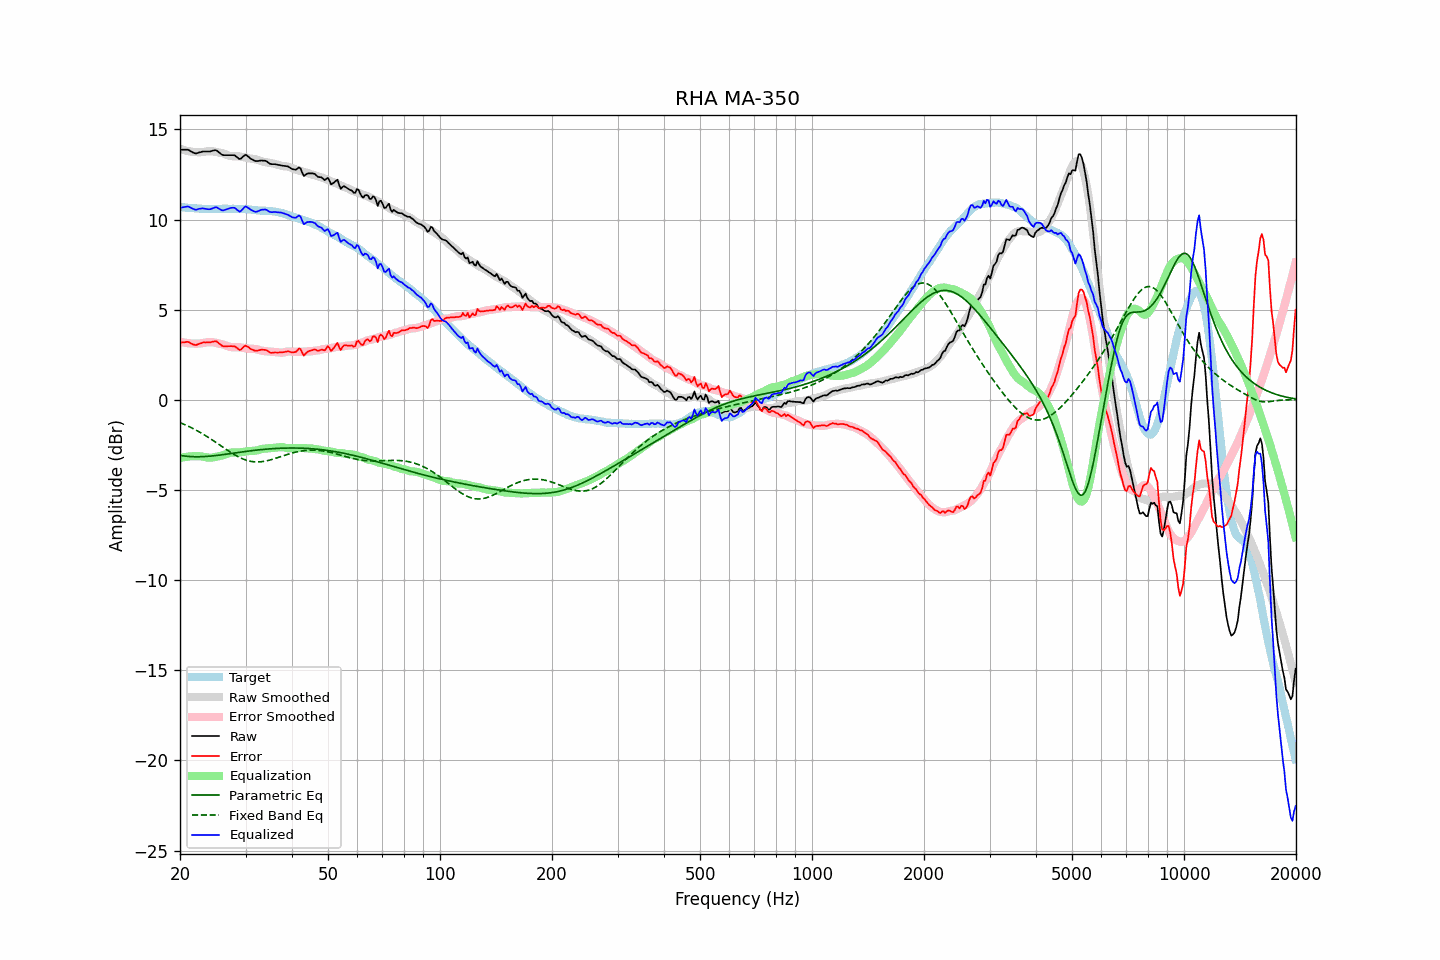 RHA MA-350
Amplitude (dBr)
15
10
5
0
−5
−10
−15
−20
−25
Target
Raw Smoothed
Error Smoothed
Raw
Error
Equalization
Parametric Eq
Fixed Band Eq
Equalized
20 50 100 200 500 1000 2000 5000 10000 20000
Frequency (Hz)